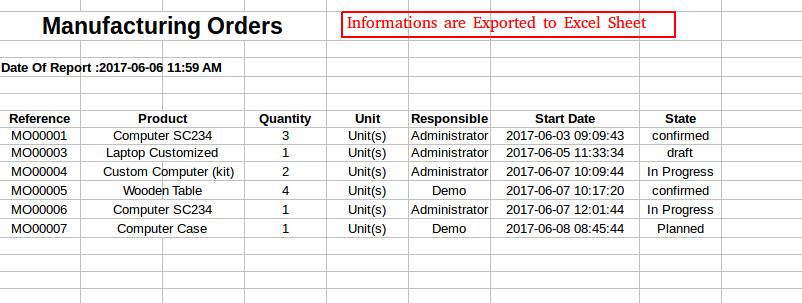 Manufacturing Orders
Informations are Exported to Excel Sheet
Date Of Report :2017-06-06 11:59 AM
Reference Product Quantity Unit Responsible Start Date State
MO00001 Computer SC234 3 Unit(s) Administrator 2017-06-03 09:09:43 confirmed
MO00003 Laptop Customized 1 Unit(s) Administrator 2017-06-05 11:33:34 draft
MO00004 Custom Computer (kit) 2 Unit(s) Administrator 2017-06-07 10:09:44 In Progress
MO00005 Wooden Table 4 Unit(s) Demo 2017-06-07 10:17:20 confirmed
MO00006 Computer SC234 1 Unit(s) Administrator 2017-06-07 12:01:44 In Progress
MO00007 Computer Case 1 Unit(s) Demo 2017-06-08 08:45:44 Planned